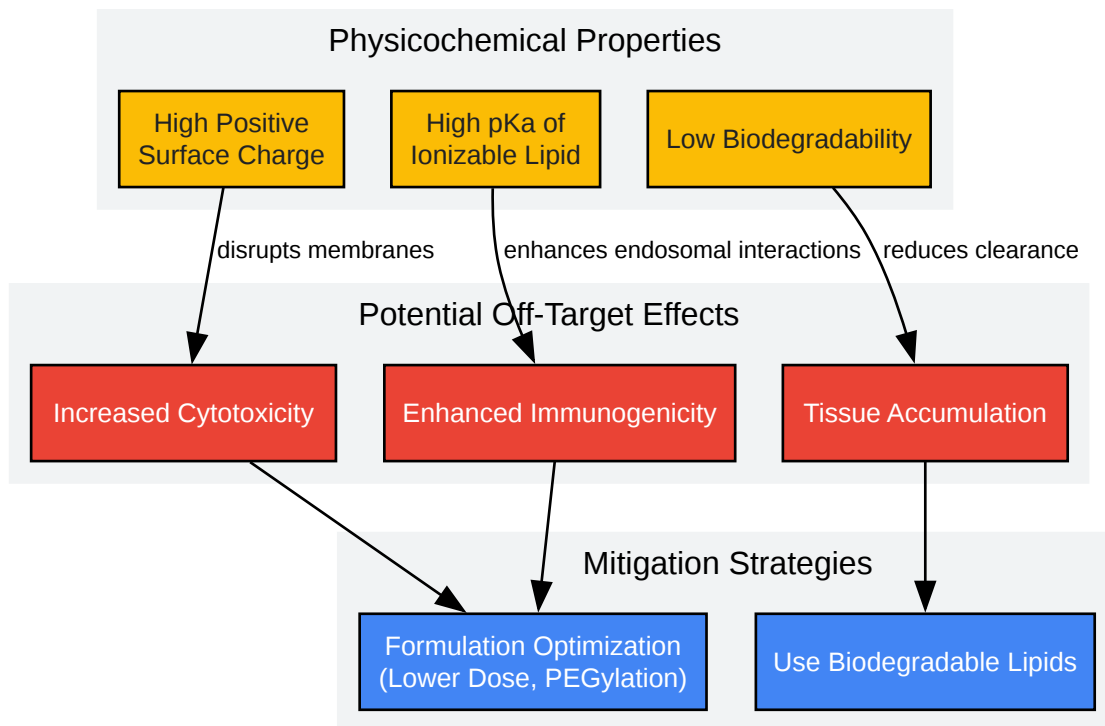 Physicochemical Properties
High Positive
Surface Charge
High pKa of
Ionizable Lipid
Low Biodegradability
disrupts membranes
enhances endosomal interactions
reduces clearance
Potential Off-Target Effects
Increased Cytotoxicity
Enhanced Immunogenicity
Tissue Accumulation
Mitigation Strategies
Formulation Optimization
(Lower Dose, PEGylation)
Use Biodegradable Lipids